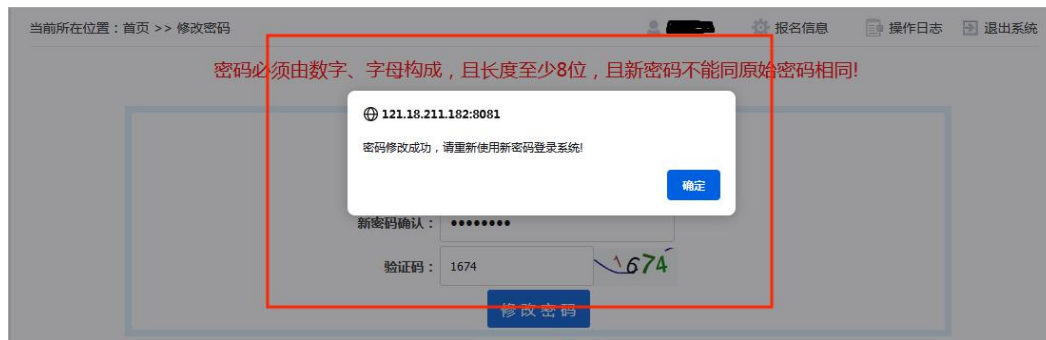 当前所在位置：首页 >> 修改密码
报名信息 操作日志 退出系统
密码必须由数字、字母构成，且长度至少8位，且新密码不能同原始密码相同!
121.18.211.182:8081
密码修改成功，请重新使用新密码登录系统!
确定
新密码确认： ••••••••
验证码： 1674 1674
修改密码